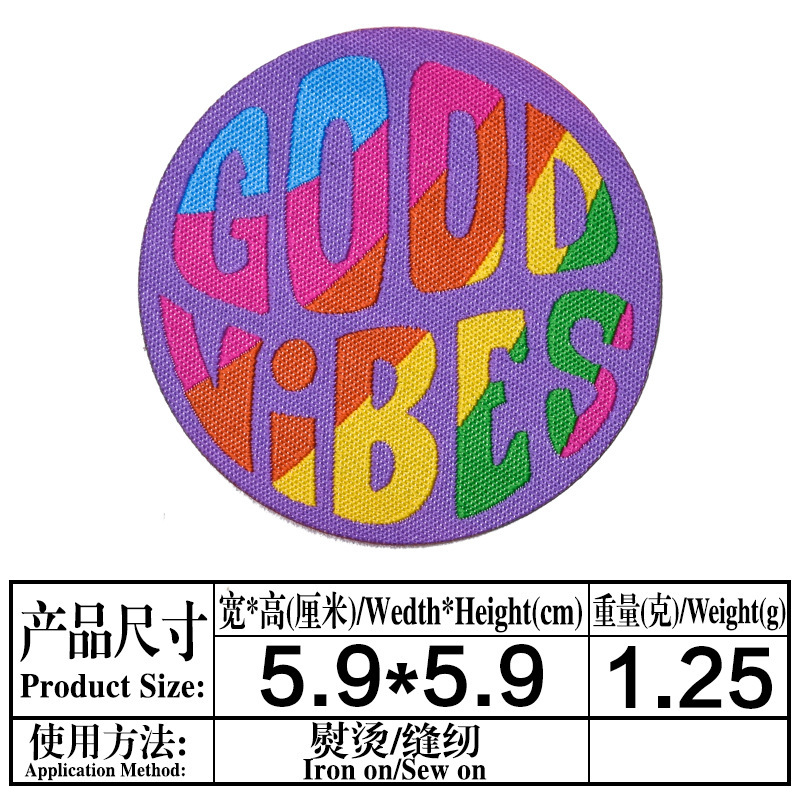 GOOD
ViBES
产品尺寸
Product Size:
宽*高(厘米)/Wedth*Height(cm)
重量(克)/Weight(g)
5.9*5.9
1.25
使用方法:
Application Method:
熨烫/缝纫
Iron on/Sew on